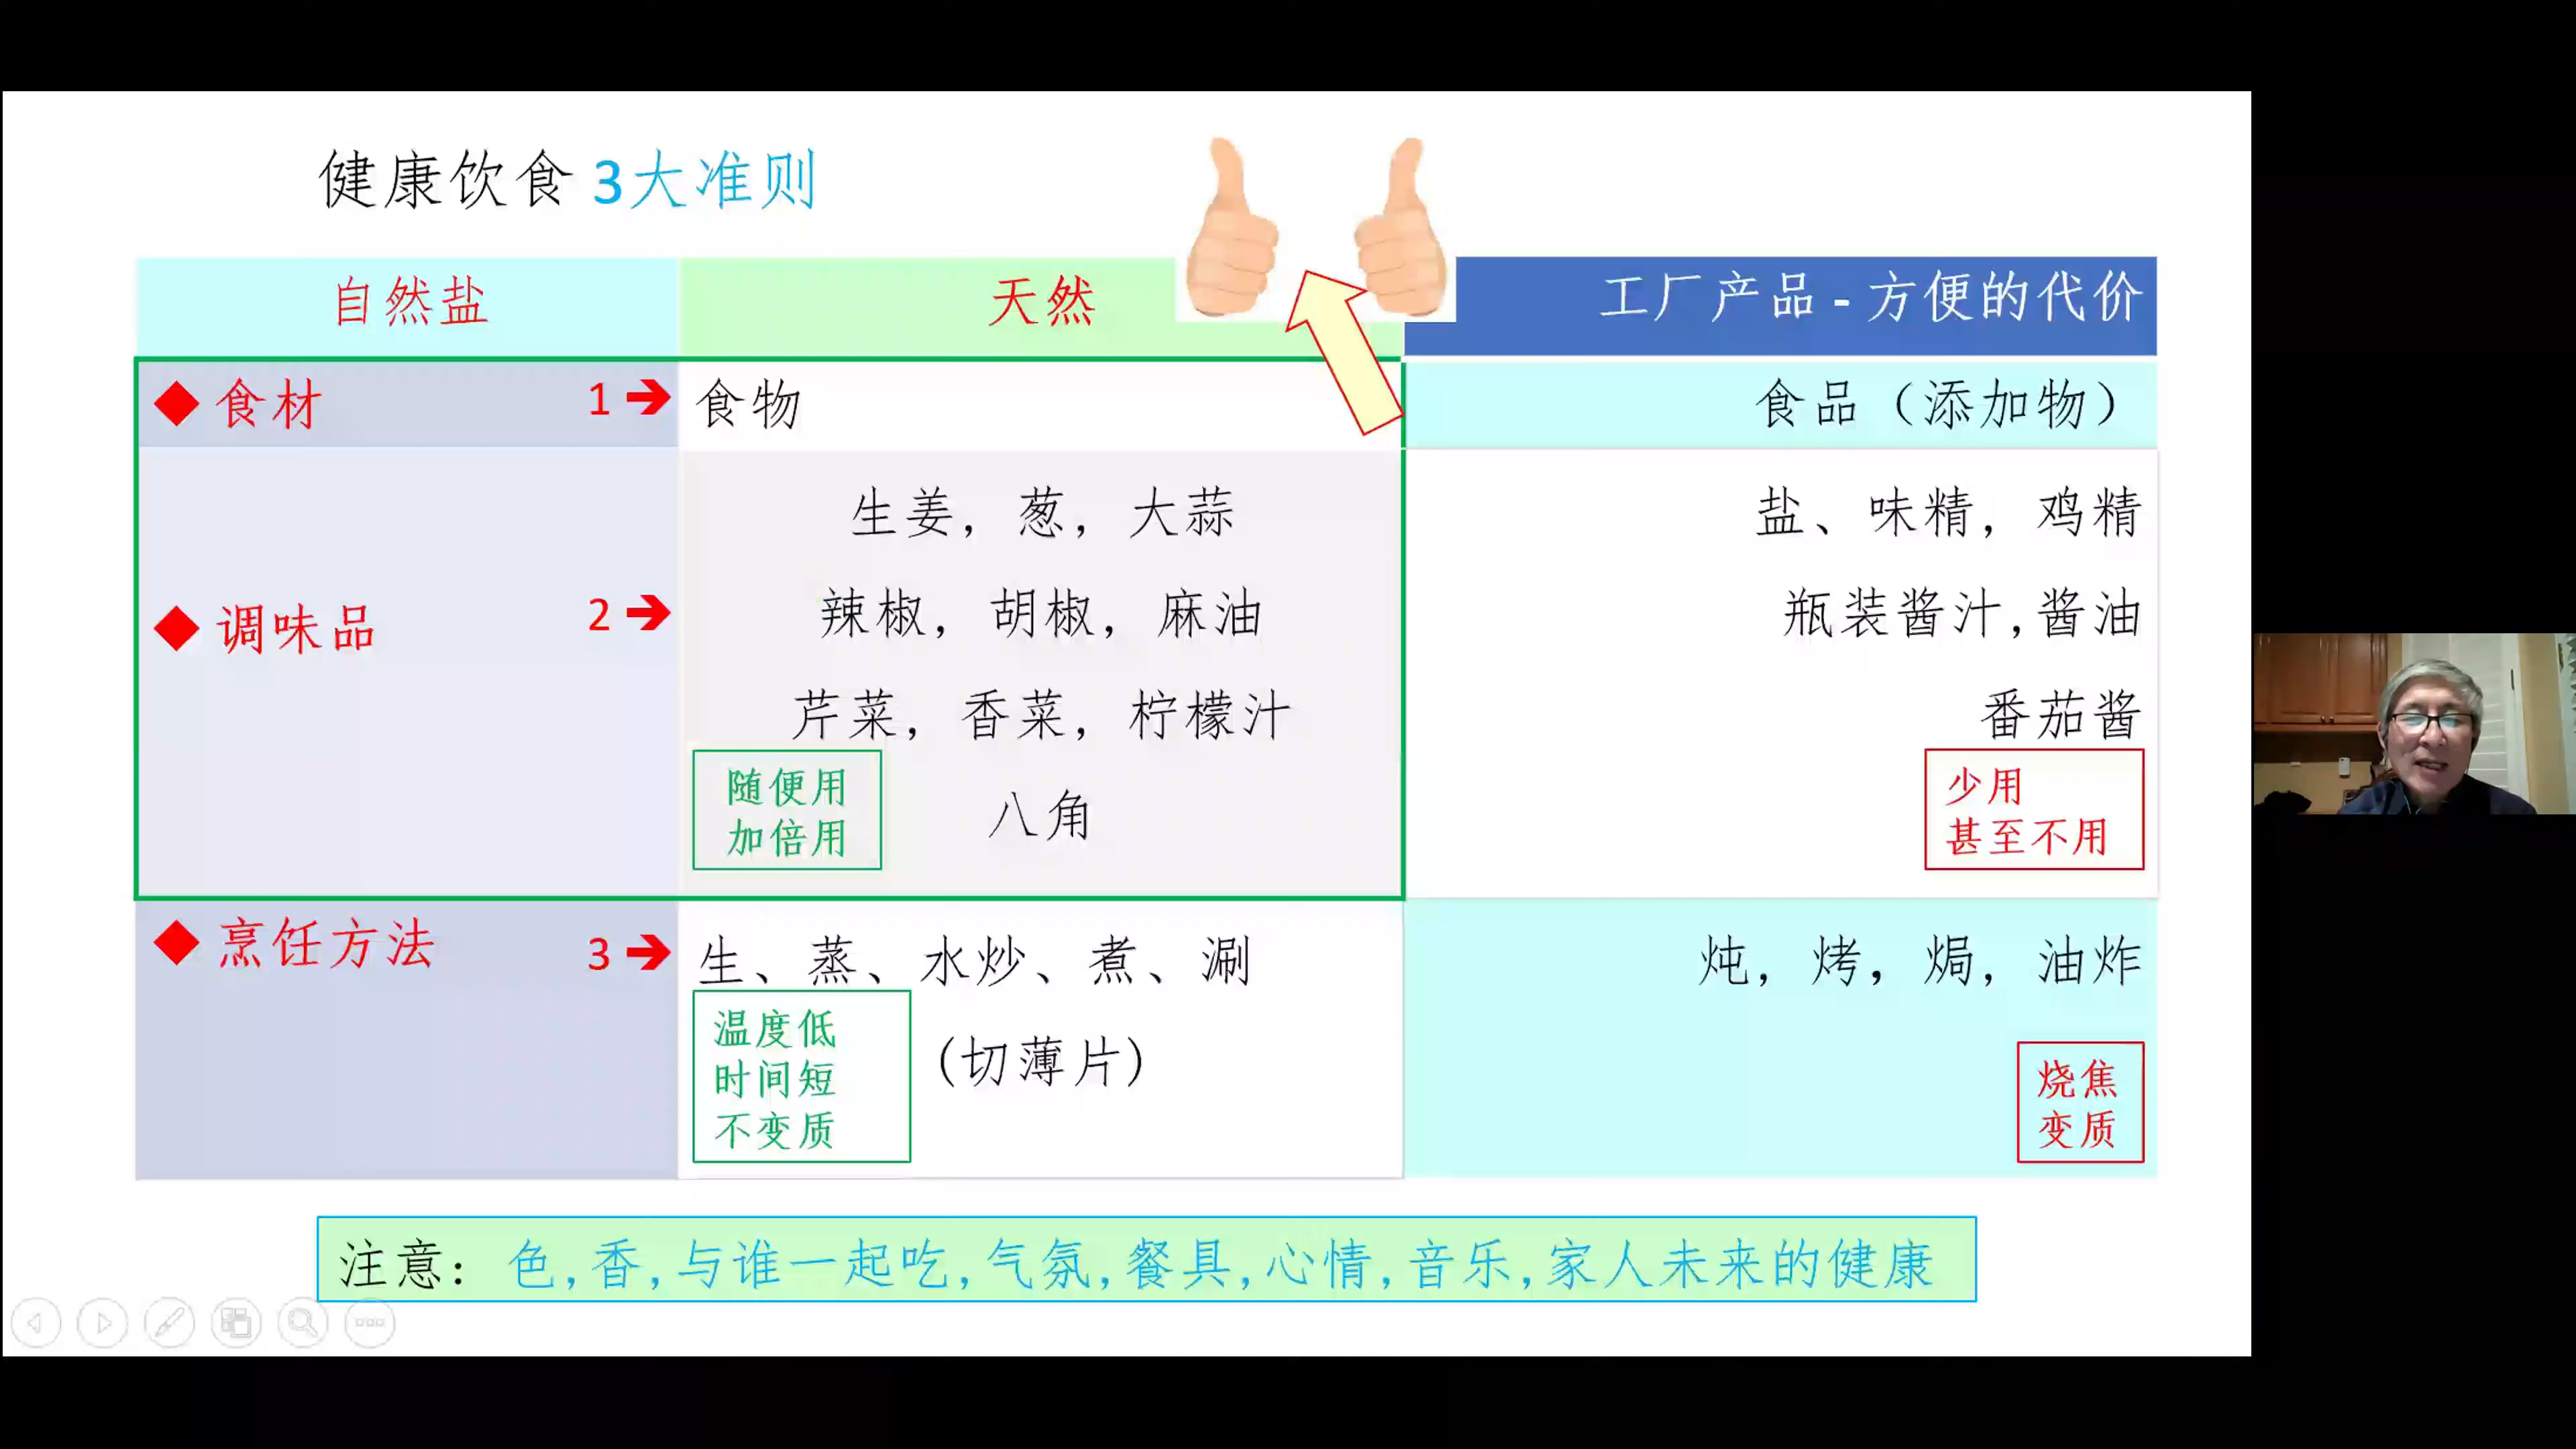 健康饮食 3大准则
自然盐
天然
工厂产品 - 方便的代价
◆ 食材 1 ➔
食物
食品（添加物）
◆ 调味品 2 ➔
生姜，葱，大蒜
辣椒，胡椒，麻油
芹菜，香菜，柠檬汁
八角
随便用
加倍用
盐、味精，鸡精
瓶装酱汁,酱油
番茄酱
少用
甚至不用
◆ 烹饪方法 3 ➔
生、蒸、水炒、煮、涮
(切薄片)
温度低
时间短
不变质
炖，烤，焗，油炸
烧焦
变质
注意：色,香,与谁一起吃,气氛,餐具,心情,音乐,家人未来的健康